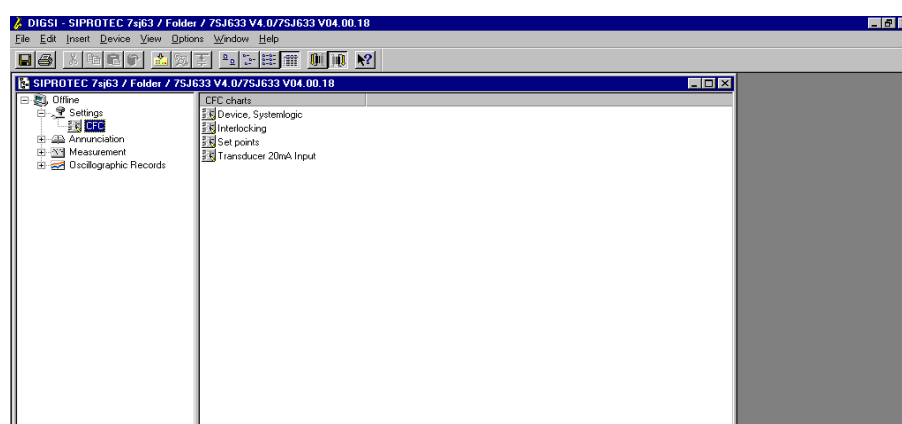 DIGSI - SIPROTEC 7sj63 / Folder / 7SJ633 V4.0/7SJ633 V04.00.18
File Edit Insert Device View Options Window Help
SIPROTEC 7sj63 / Folder / 7SJ633 V4.0/7SJ633 V04.00.18
Offline
Settings
CFC
Annunciation
Measurement
Oscillographic Records
CFC charts
Device, Systemlogic
Interlocking
Set points
Transducer 20mA Input